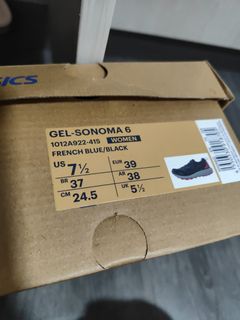 asics
GEL-SONOMA 6
1012A922-415 WOMEN
FRENCH BLUE/BLACK
US 7½ EUR 39
BR 37 AR 38
CM 24.5 UK 5½